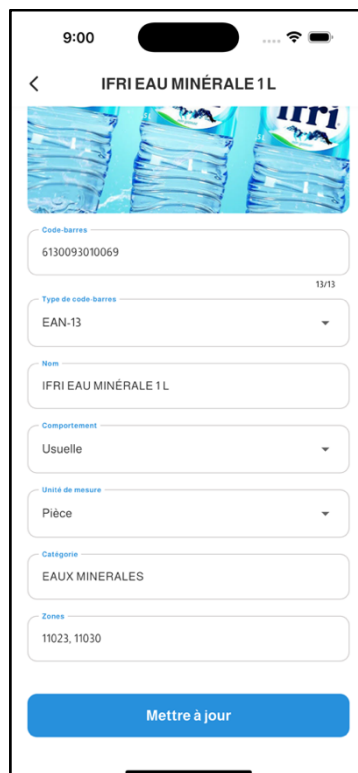 9:00
IFRI EAU MINÉRALE 1 L
ifri
Code-barres
6130093010069
13/13
Type de code-barres
EAN-13
Nom
IFRI EAU MINÉRALE 1 L
Comportement
Usuelle
Unité de mesure
Pièce
Catégorie
EAUX MINERALES
Zones
11023, 11030
Mettre à jour